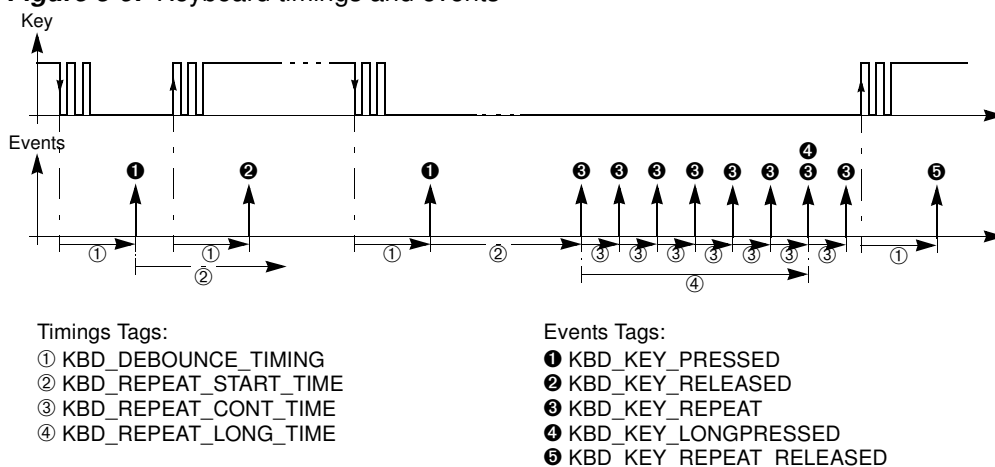 Figure Keyboard timings and events
Key
Events
❹
❶ ❷ ❶ ❸ ❸ ❸ ❸ ❸ ❸ ❸ ❸ ❺
① ① ① ② ③ ③ ③ ③ ③ ③ ③ ①
② ④
Timings Tags:
① KBD_DEBOUNCE_TIMING
② KBD_REPEAT_START_TIME
③ KBD_REPEAT_CONT_TIME
④ KBD_REPEAT_LONG_TIME
Events Tags:
❶ KBD_KEY_PRESSED
❷ KBD_KEY_RELEASED
❸ KBD_KEY_REPEAT
❹ KBD_KEY_LONGPRESSED
❺ KBD_KEY_REPEAT_RELEASED